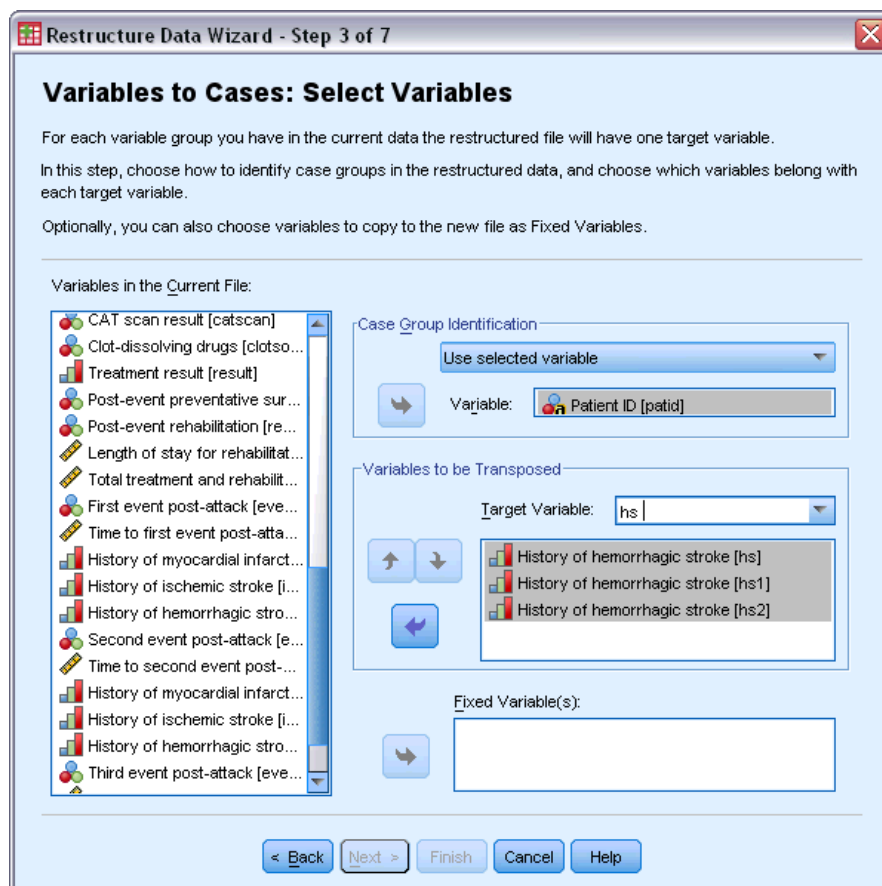 Restructure Data Wizard - Step 3 of 7
Variables to Cases: Select Variables
For each variable group you have in the current data the restructured file will have one target variable.
In this step, choose how to identify case groups in the restructured data, and choose which variables belong with
each target variable.
Optionally, you can also choose variables to copy to the new file as Fixed Variables.
Variables in the Current File:
CAT scan result [catscan]
Clot-dissolving drugs [clotso...
Treatment result [result]
Post-event preventative sur...
Post-event rehabilitation [re...
Length of stay for rehabilitat...
Total treatment and rehabilit...
First event post-attack [eve...
Time to first event post-atta...
History of myocardial infarct...
History of ischemic stroke [i...
History of hemorrhagic stro...
Second event post-attack [e...
Time to second event post-...
History of myocardial infarct...
History of ischemic stroke [i...
History of hemorrhagic stro...
Third event post-attack [eve...
Case Group Identification
Use selected variable
Variable:
Patient ID [patid]
Variables to be Transposed
Target Variable:
hs
History of hemorrhagic stroke [hs]
History of hemorrhagic stroke [hs1]
History of hemorrhagic stroke [hs2]
Fixed Variable(s):
< Back
Next >
Finish
Cancel
Help